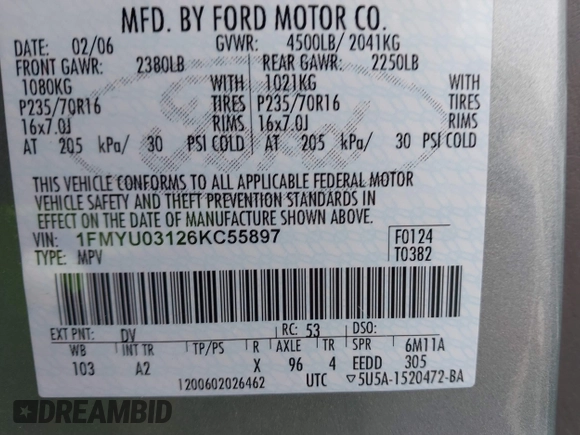 MFD. BY FORD MOTOR CO.
DATE: 02/06 GVWR: 4500LB/ 2041KG
FRONT GAWR: 2380LB REAR GAWR: 2250LB
1080KG WITH 1021KG WITH
P235/70R16 TIRES P235/70R16 TIRES
16x7.0J RIMS 16x7.0J RIMS
AT 205 kPa/ 30 PSI COLD AT 205 kPa/ 30 PSI COLD
Ford
THIS VEHICLE CONFORMS TO ALL APPLICABLE FEDERAL MOTOR
VEHICLE SAFETY AND THEFT PREVENTION STANDARDS IN
EFFECT ON THE DATE OF MANUFACTURE SHOWN ABOVE.
VIN: 1FMYU03126KC55897 F0124
TYPE: MPV T0382
EXT PNT: DV RC: 53 DSO:
WB INT TR TP/PS R AXLE TR SPR 6M11A
103 A2 X 96 4 EEDD 305
1200602026462 UTC ▽5U5A-1520472-BA
DREAMBID